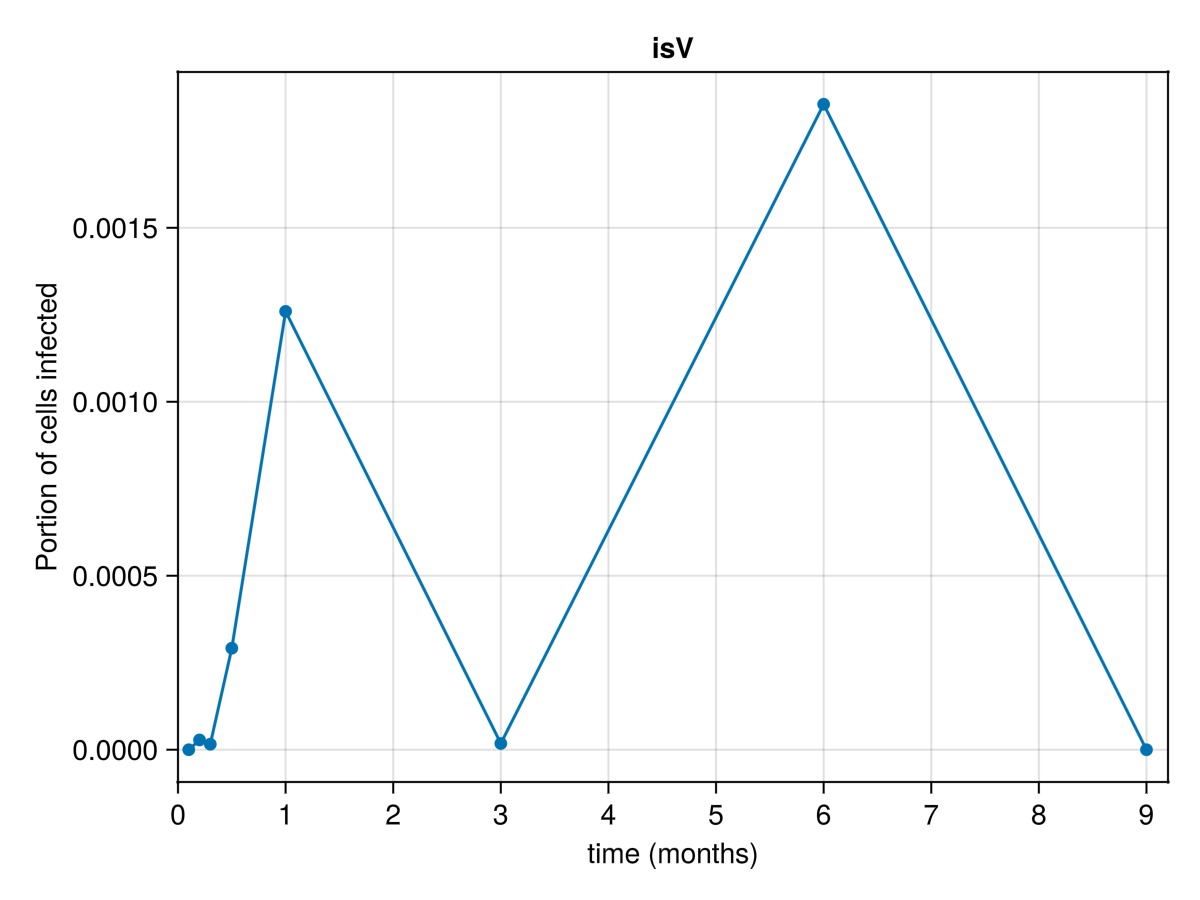 isV
Portion of cells infected
0.0015
0.0010
0.0005
0.0000
0 1 2 3 4 5 6 7 8 9
time (months)